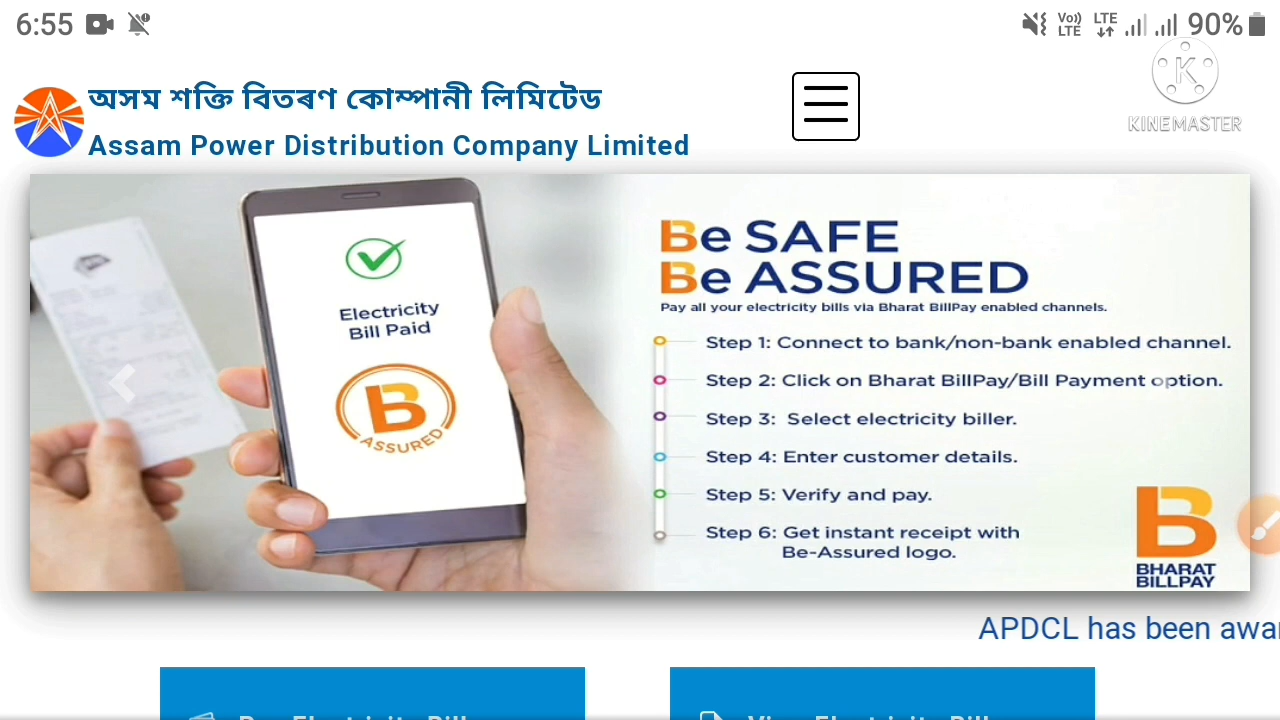 6:55
Vo)) LTE
LTE
90%
K
KINEMASTER
অসম শক্তি বিতৰণ কোম্পানী লিমিটেড
Assam Power Distribution Company Limited
Electricity
Bill Paid
B
ASSURED
Be SAFE
Be ASSURED
Pay all your electricity bills via Bharat BillPay enabled channels.
Step 1: Connect to bank/non-bank enabled channel.
Step 2: Click on Bharat BillPay/Bill Payment option.
Step 3: Select electricity biller.
Step 4: Enter customer details.
Step 5: Verify and pay.
Step 6: Get instant receipt with
Be-Assured logo.
B
BHARAT
BILLPAY
APDCL has been